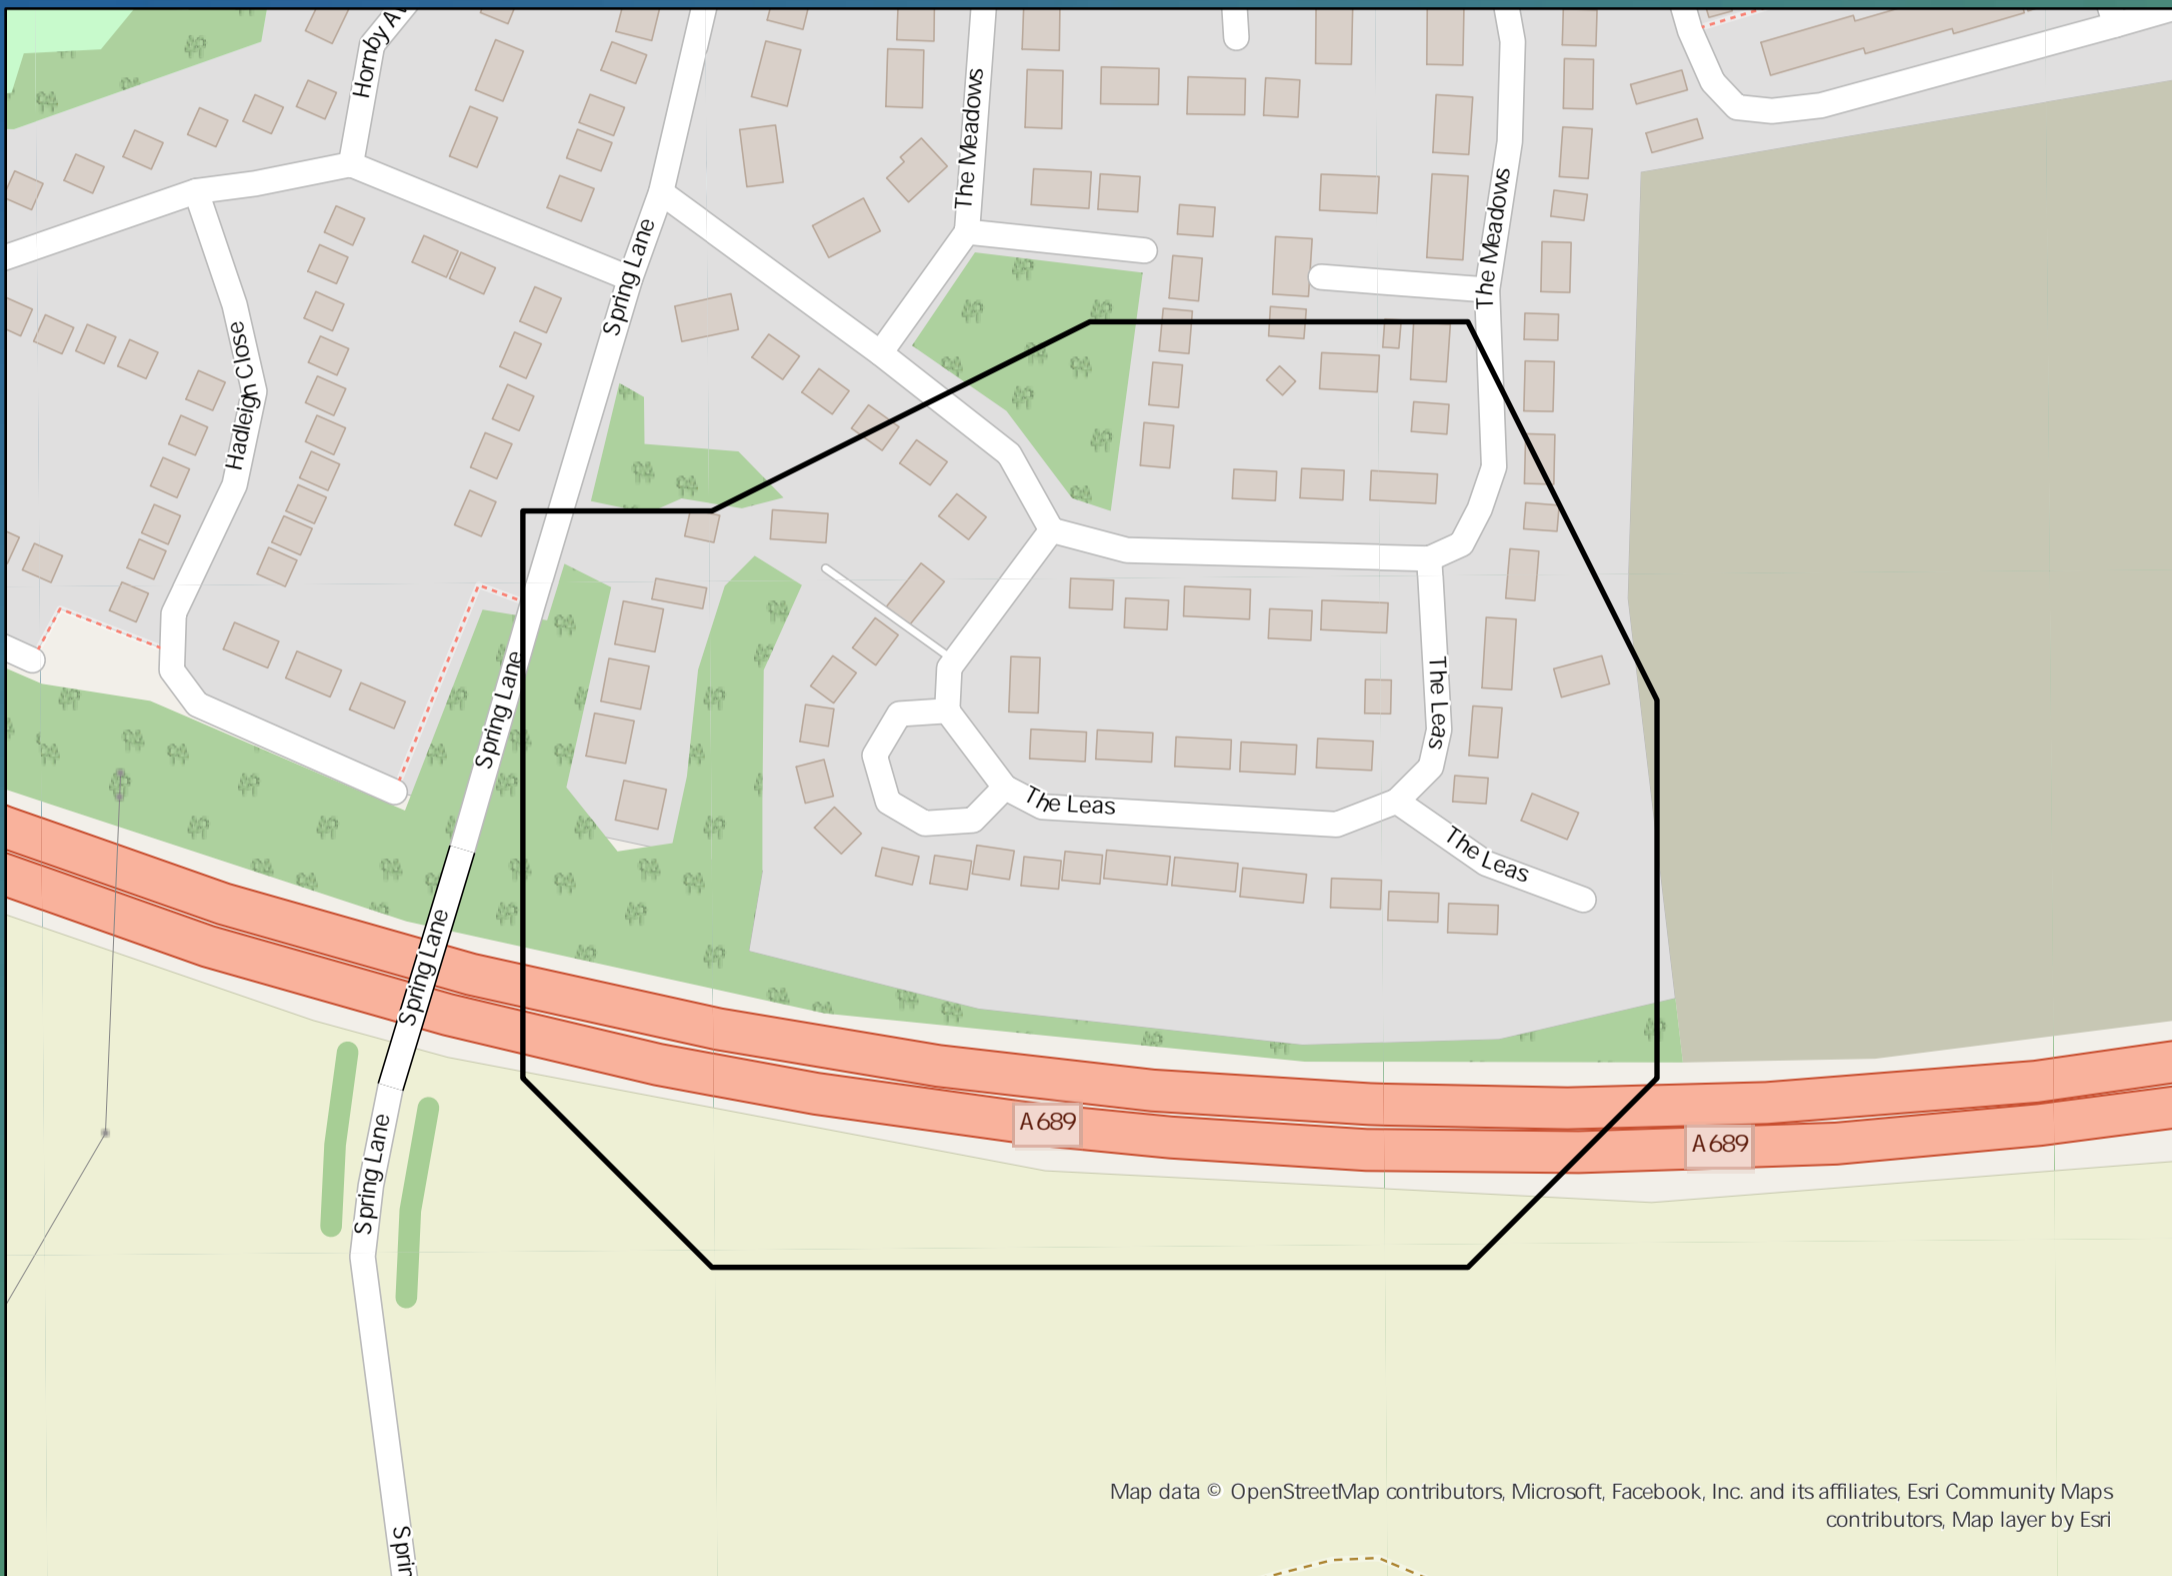 Hornby A
The Meadows
The Meadows
Spring Lane
Hadleigh Close
Spring Lane
The Leas
The Leas
The Leas
Spring Lane
A 689
A 689
Spring Lane
Map data © OpenStreetMap contributors, Microsoft, Facebook, Inc. and its affiliates, Esri Community Maps
contributors, Map layer by Esri
Sprin